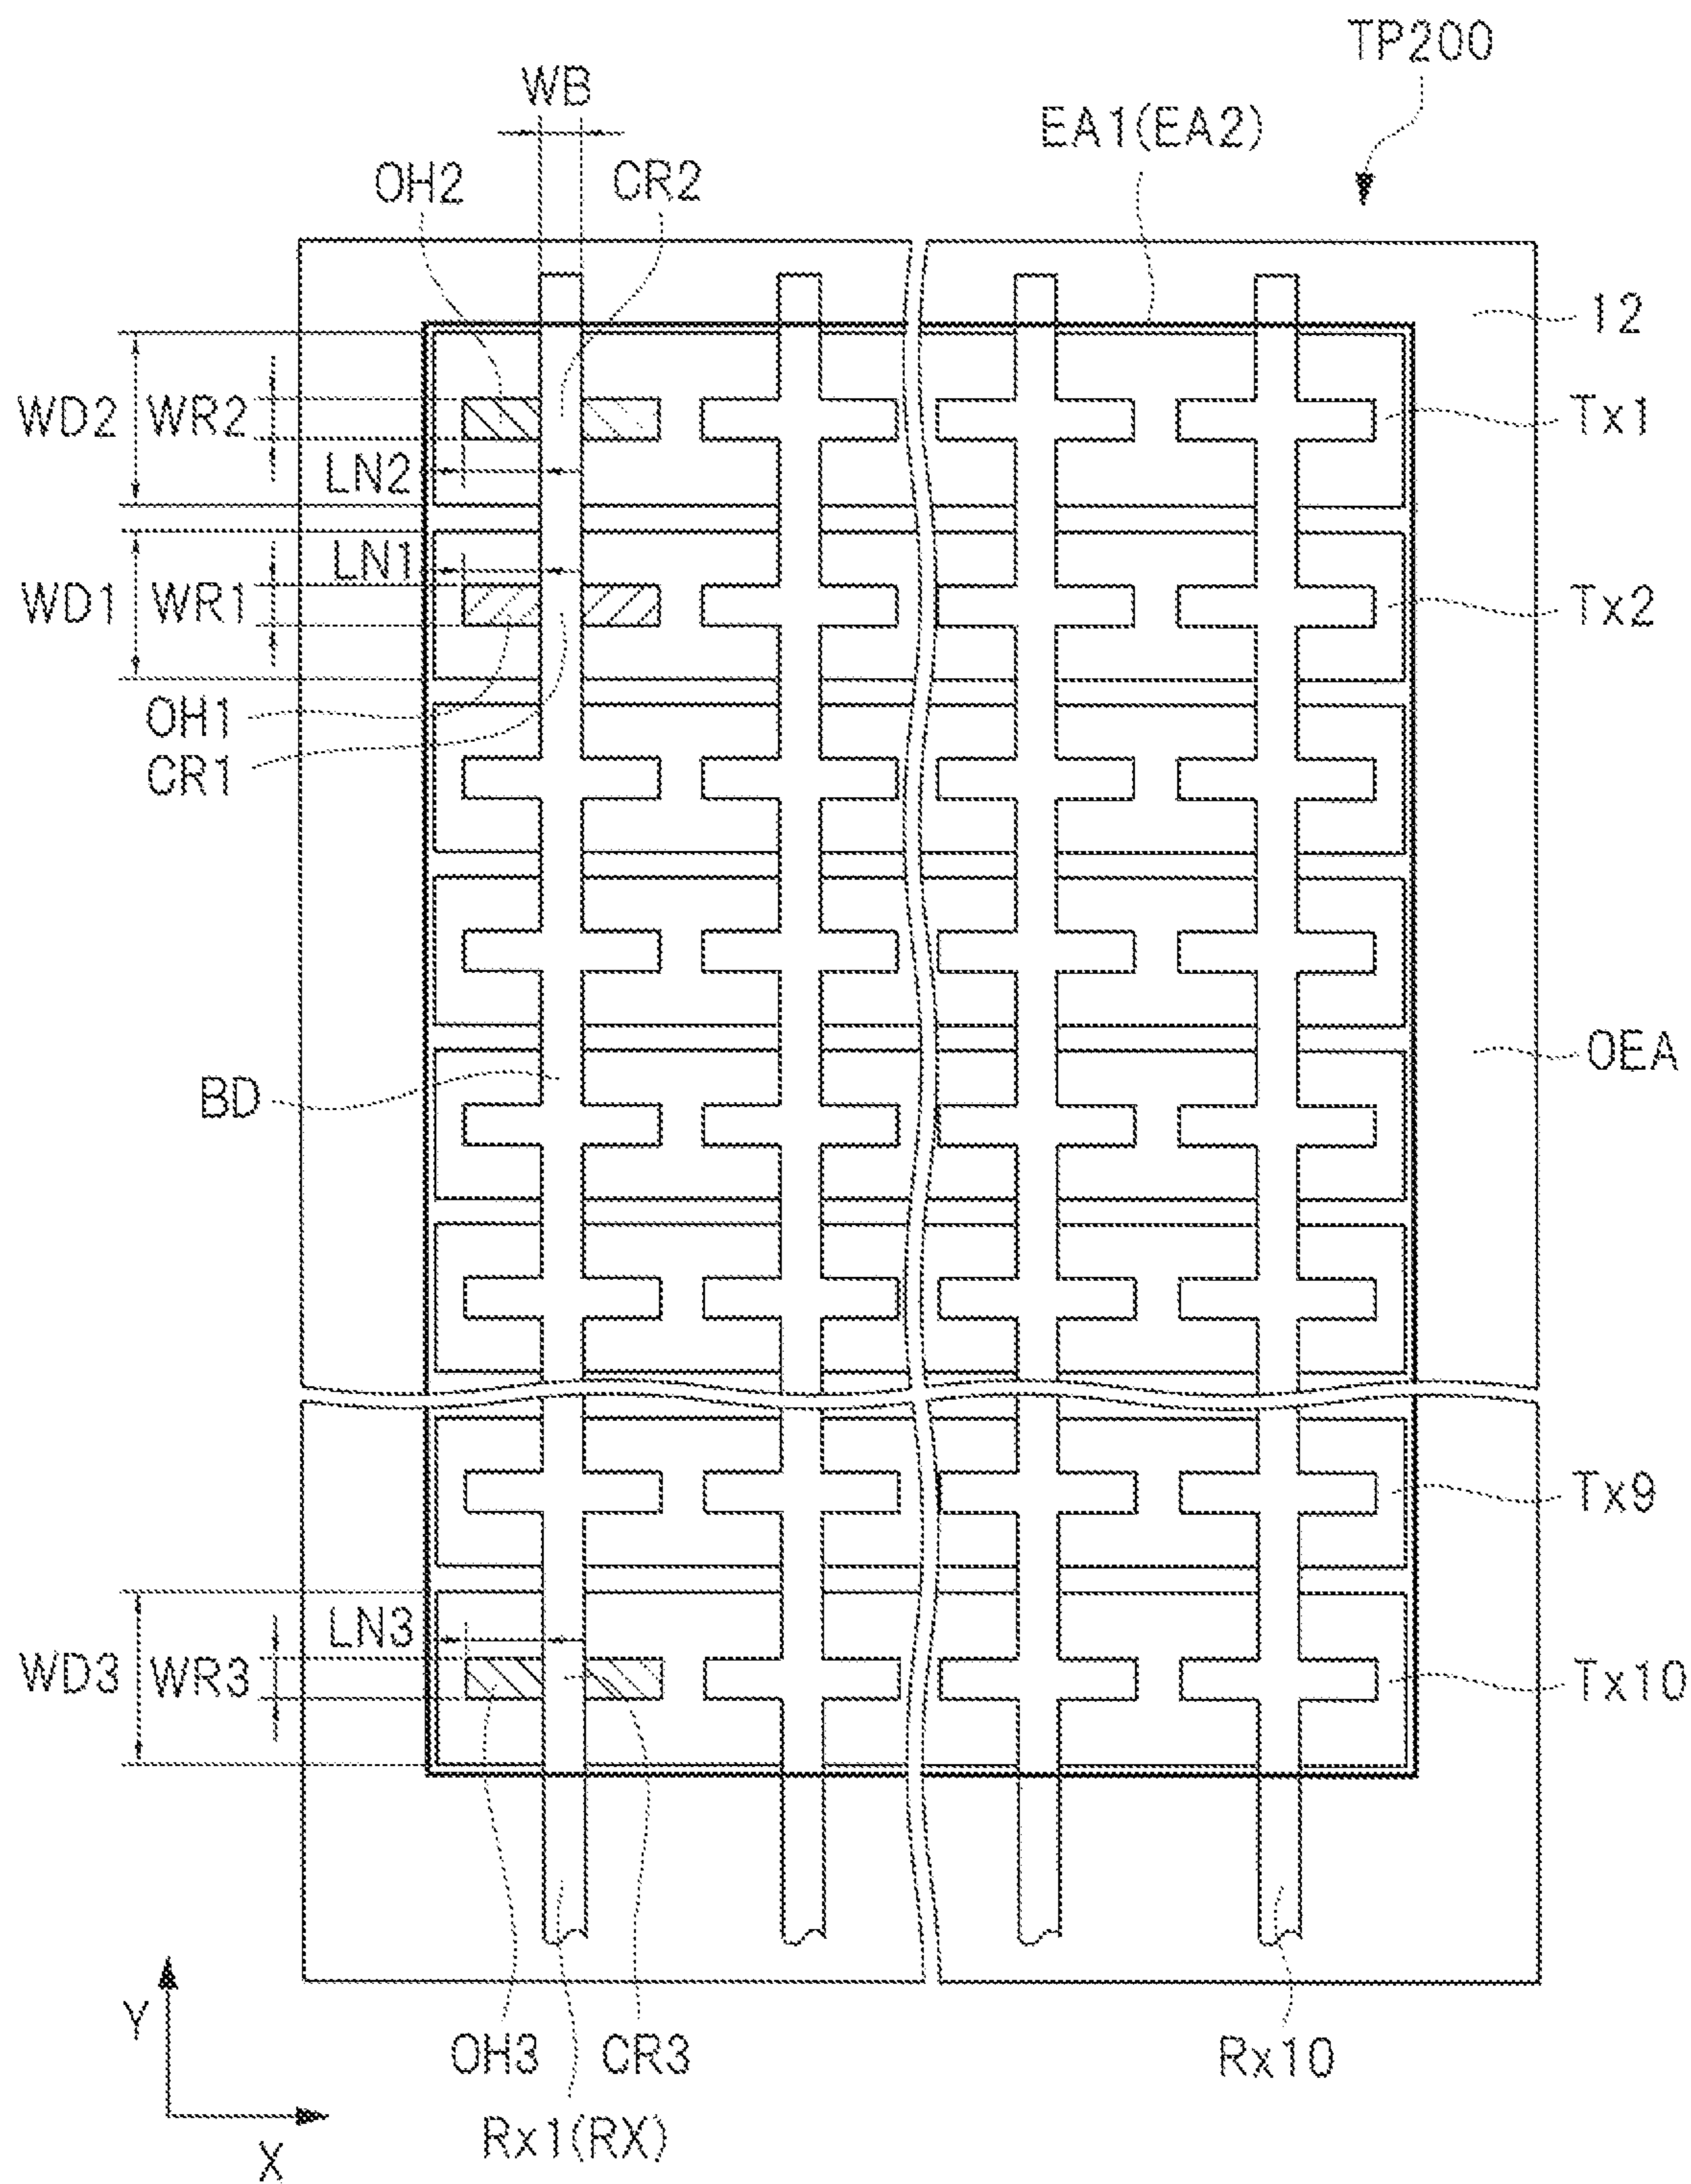 TP200
WB
EA1(EA2)
OH2
CR2
12
WD2
WR2
Tx1
LN2
LN1
WD1
WR1
Tx2
OH1
CR1
OEA
BD
Tx9
LN3
WD3
WR3
Tx10
Y
X
OH3
CR3
Rx10
Rx1(RX)